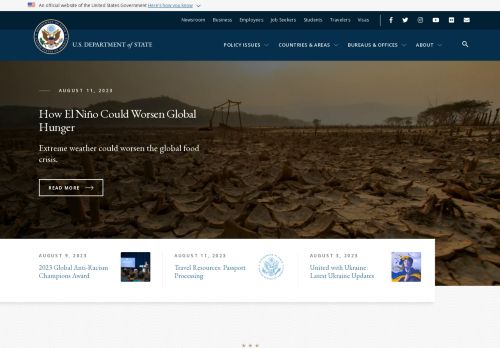 An official website of the United States Government Here's how you know
Newsroom Business Employees Job Seekers Students Travelers Visas
U.S. DEPARTMENT of STATE
POLICY ISSUES COUNTRIES & AREAS BUREAUS & OFFICES ABOUT
AUGUST 11, 2023
How El Niño Could Worsen Global
Hunger
Extreme weather could worsen the global food
crisis.
READ MORE
AUGUST 9, 2023
2023 Global Anti-Racism
Champions Award
AUGUST 11, 2023
Travel Resources: Passport
Processing
AUGUST 3, 2023
United with Ukraine:
Latest Ukraine Updates